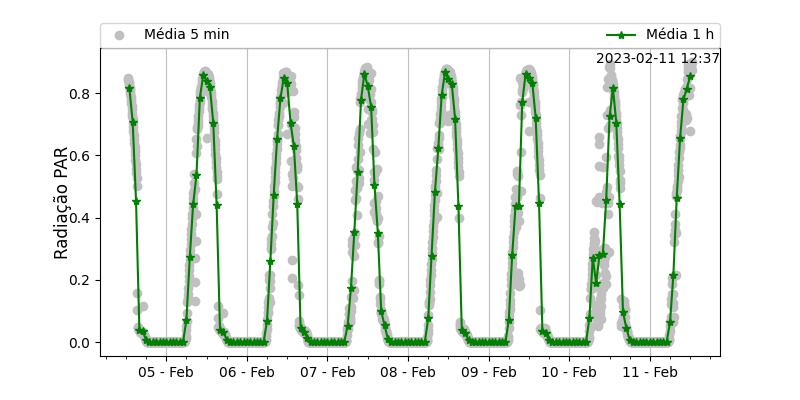 Média 5 min
Média 1 h
2023-02-11 12:37
Radiação PAR
0.8
0.6
0.4
0.2
0.0
05 - Feb
06 - Feb
07 - Feb
08 - Feb
09 - Feb
10 - Feb
11 - Feb